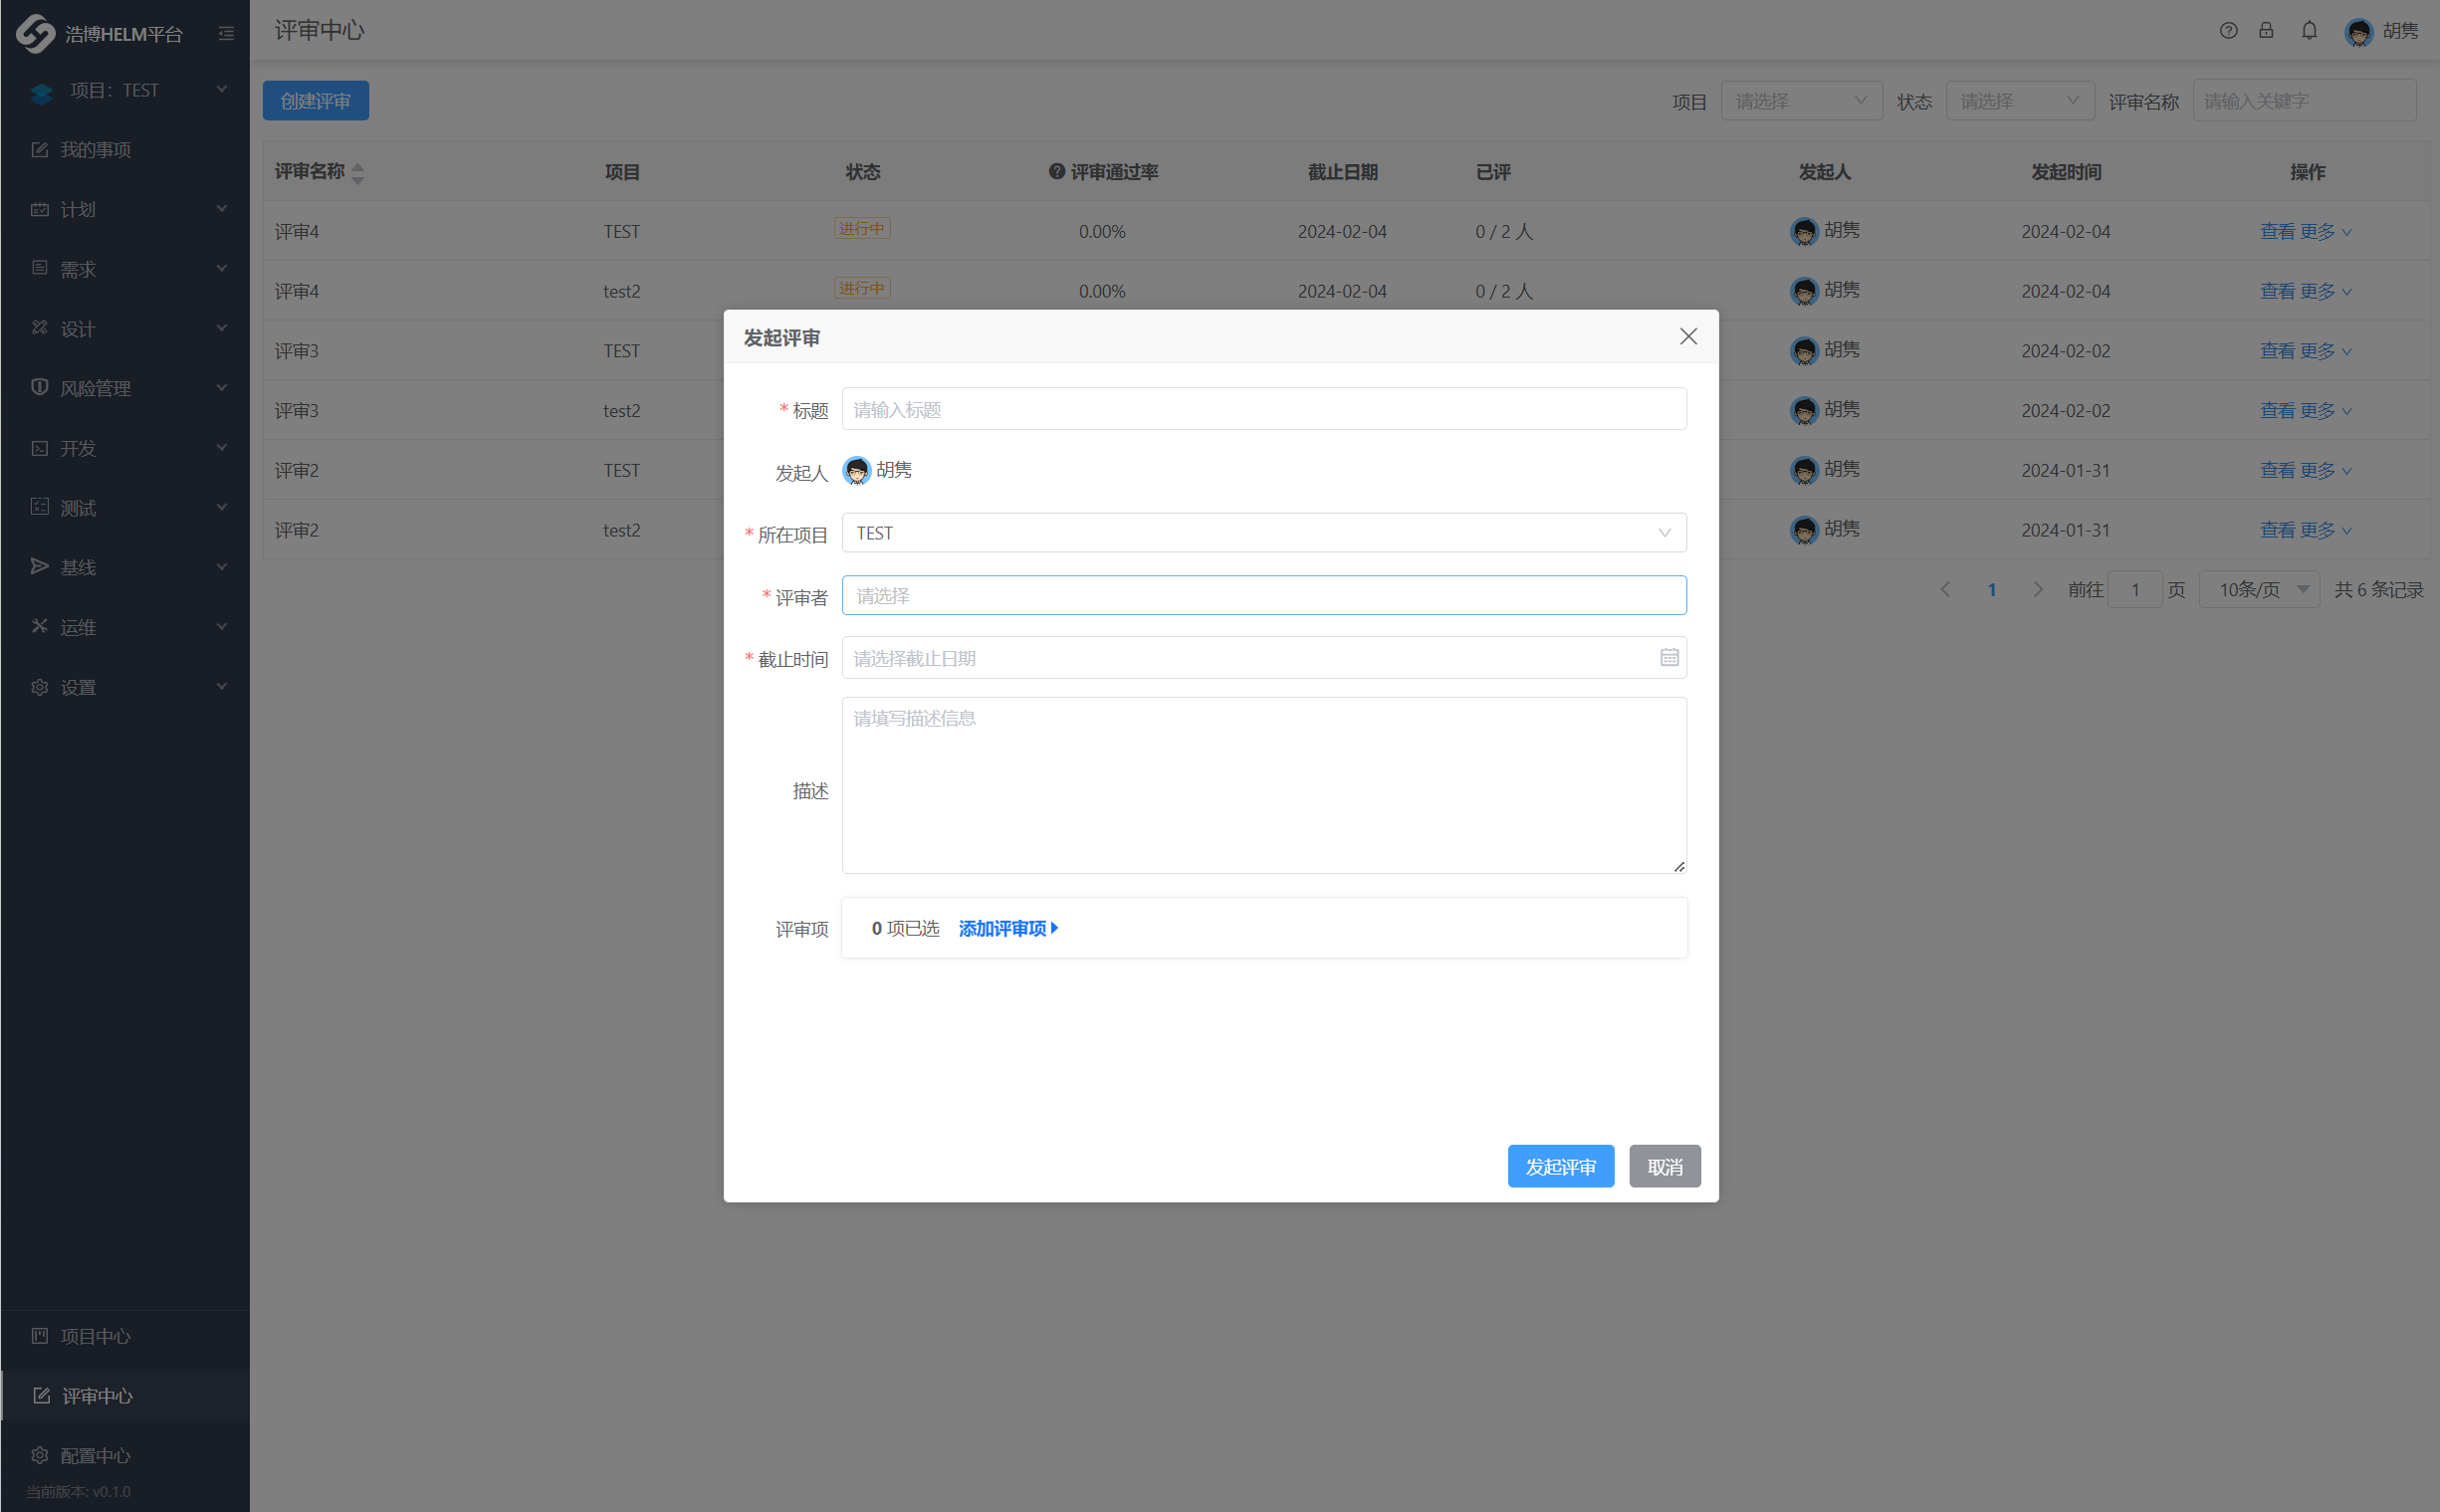 浩博HELM平台
项目：TEST
我的事项
计划
需求
设计
风险管理
开发
测试
基线
运维
设置
项目中心
评审中心
配置中心
当前版本: v0.1.0
评审中心
胡隽
创建评审
项目 请选择 状态 请选择 评审名称 请输入关键字
评审名称 项目 状态 评审通过率 截止日期 已评 发起人 发起时间 操作
评审4 TEST 进行中 0.00% 2024-02-04 0 / 2 人 胡隽 2024-02-04 查看 更多
评审4 test2 进行中 0.00% 2024-02-04 0 / 2 人 胡隽 2024-02-04 查看 更多
评审3 TEST 胡隽 2024-02-02 查看 更多
评审3 test2 胡隽 2024-02-02 查看 更多
评审2 TEST 胡隽 2024-01-31 查看 更多
评审2 test2 胡隽 2024-01-31 查看 更多
1 前往 1 页 10条/页 共 6 条记录
发起评审
* 标题 请输入标题
发起人 胡隽
* 所在项目 TEST
* 评审者 请选择
* 截止时间 请选择截止日期
描述 请填写描述信息
评审项 0 项已选 添加评审项
发起评审 取消